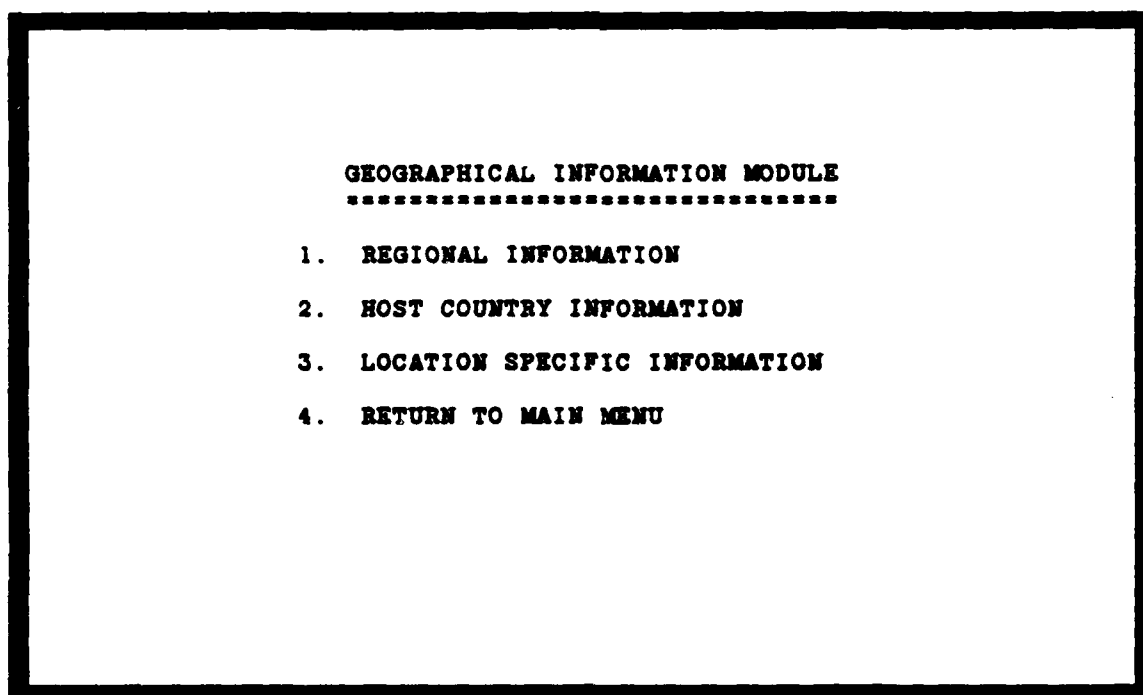 GEOGRAPHICAL INFORMATION MODULE
===============================
1. REGIONAL INFORMATION
2. HOST COUNTRY INFORMATION
3. LOCATION SPECIFIC INFORMATION
4. RETURN TO MAIN MENU